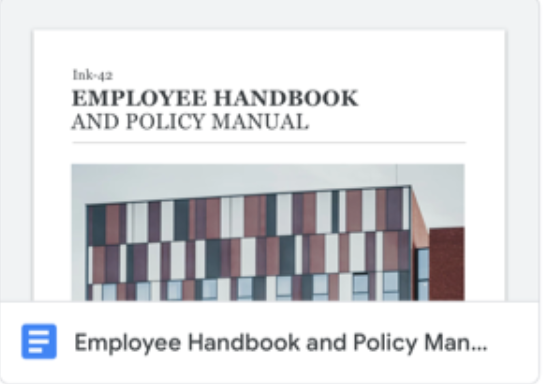 Ink-42
EMPLOYEE HANDBOOK
AND POLICY MANUAL
Employee Handbook and Policy Man...